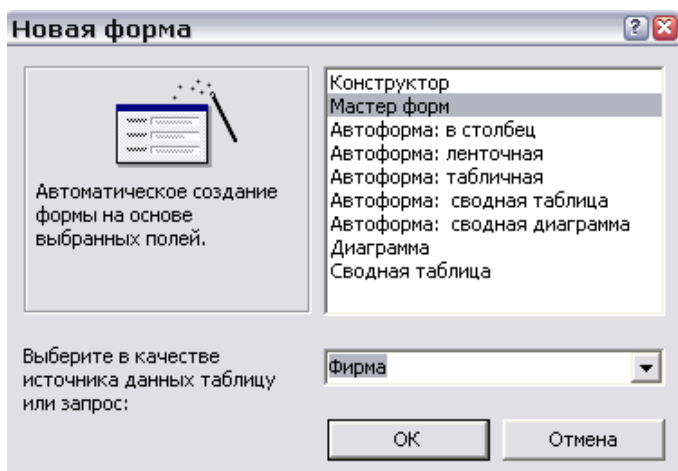 Новая форма
Автоматическое создание
формы на основе
выбранных полей.
Конструктор
Мастер форм
Автоформа: в столбец
Автоформа: ленточная
Автоформа: табличная
Автоформа: сводная таблица
Автоформа: сводная диаграмма
Диаграмма
Сводная таблица
Выберите в качестве
источника данных таблицу
или запрос:
Фирма
ОК
Отмена